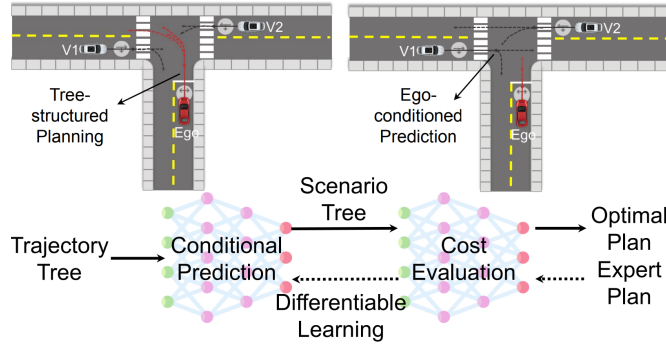 V1
V2
Tree-
structured
Planning
Ego
V1
V2
Ego-
conditioned
Prediction
Ego
Trajectory
Tree
Conditional
Prediction
Scenario
Tree
Differentiable
Learning
Cost
Evaluation
Optimal
Plan
Expert
Plan